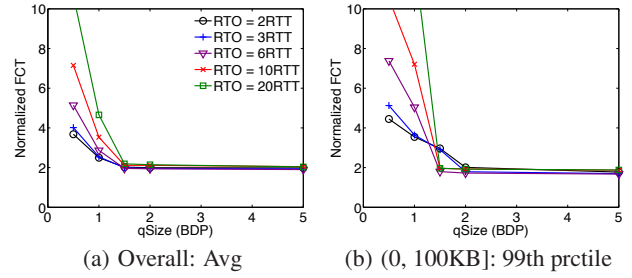 10
8
6
4
2
0
Normalized FCT
0 1 2 3 4 5
qSize (BDP)
RTO = 2RTT
RTO = 3RTT
RTO = 6RTT
RTO = 10RTT
RTO = 20RTT
(a) Overall: Avg
10
8
6
4
2
0
Normalized FCT
0 1 2 3 4 5
qSize (BDP)
(b) (0, 100KB]: 99th prctile